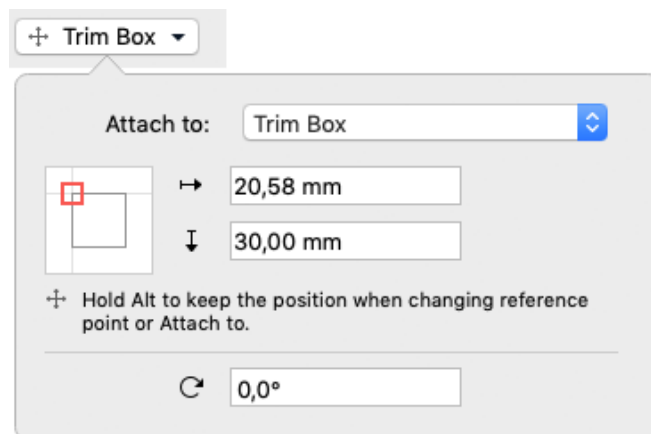 Trim Box
Attach to: Trim Box
20,58 mm
30,00 mm
Hold Alt to keep the position when changing reference
point or Attach to.
0,0°